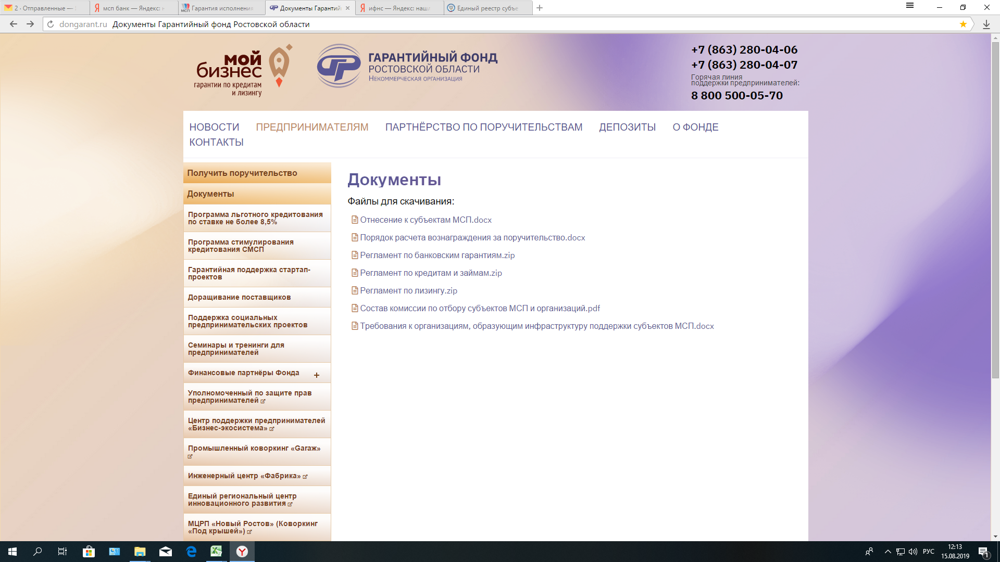 2 · Отправленные —
мсп банк — Яндекс:
Гарантия исполнения
Документы Гарантий
ифнс — Яндекс: наш
Единый реестр субъе
dongarant.ru Документы Гарантийный фонд Ростовской области
мой
бизнес
гарантии по кредитам
и лизингу
ГАРАНТИЙНЫЙ ФОНД
РОСТОВСКОЙ ОБЛАСТИ
НЕКОММЕРЧЕСКАЯ ОРГАНИЗАЦИЯ
+7 (863) 280-04-06
+7 (863) 280-04-07
Горячая линия
поддержки предпринимателей:
8 800 500-05-70
НОВОСТИ ПРЕДПРИНИМАТЕЛЯМ ПАРТНЁРСТВО ПО ПОРУЧИТЕЛЬСТВАМ ДЕПОЗИТЫ О ФОНДЕ
КОНТАКТЫ
Получить поручительство
Документы
Программа льготного кредитования
по ставке не более 8,5%
Программа стимулирования
кредитования СМСП
Гарантийная поддержка стартап-
проектов
Доращивание поставщиков
Поддержка социальных
предпринимательских проектов
Семинары и тренинги для
предпринимателей
Финансовые партнёры Фонда +
Уполномоченный по защите прав
предпринимателей
Центр поддержки предпринимателей
«Бизнес-экосистема»
Промышленный коворкинг «Garaж»
Инженерный центр «Фабрика»
Единый региональный центр
инновационного развития
МЦРП «Новый Ростов» (Коворкинг
«Под крышей»)
Документы
Файлы для скачивания:
Отнесение к субъектам МСП.docx
Порядок расчета вознаграждения за поручительство.docx
Регламент по банковским гарантиям.zip
Регламент по кредитам и займам.zip
Регламент по лизингу.zip
Состав комиссии по отбору субъектов МСП и организаций.pdf
Требования к организациям, образующим инфраструктуру поддержки субъектов МСП.docx
РУС
12:13
15.08.2019
1